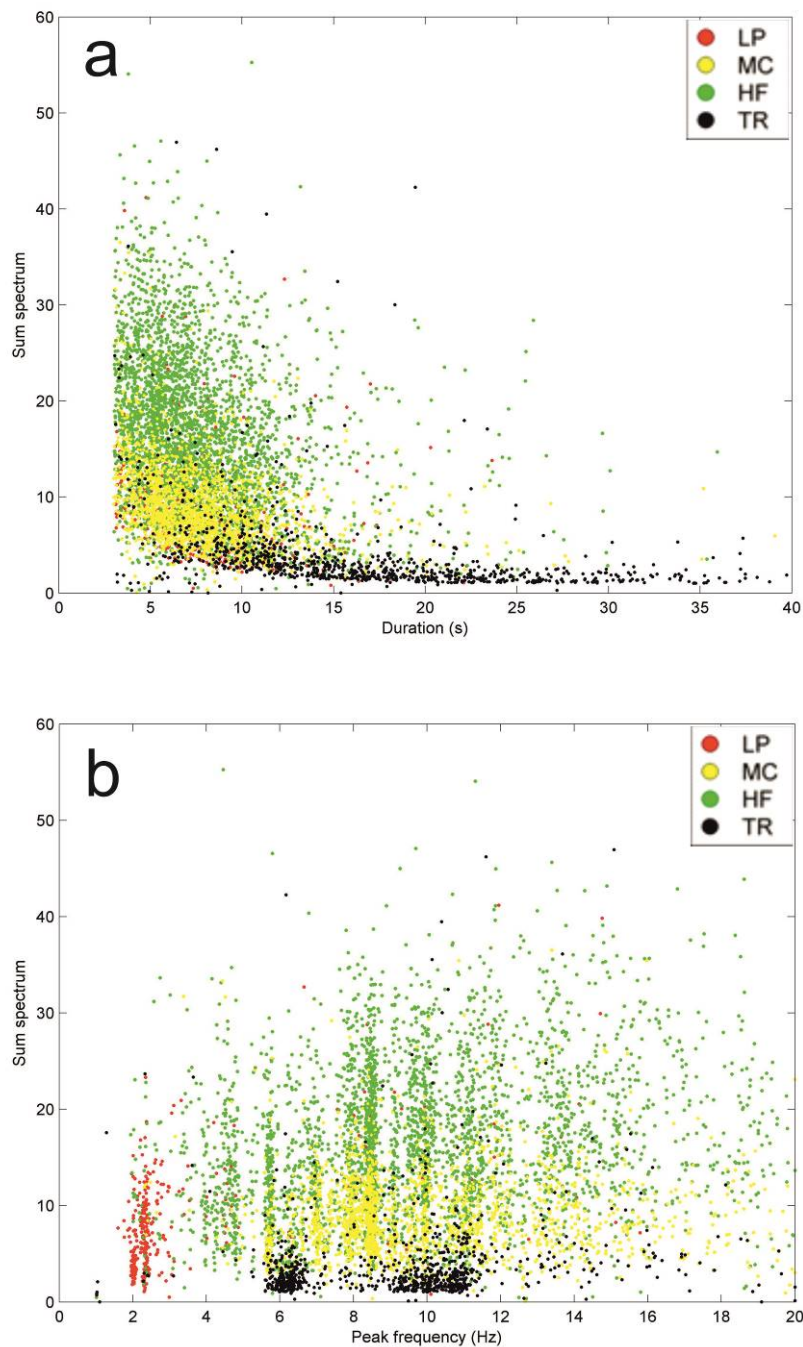 a
LP
MC
HF
TR
60
50
40
30
20
10
0
Sum spectrum
0 5 10 15 20 25 30 35 40
Duration (s)
b
LP
MC
HF
TR
60
50
40
30
20
10
0
Sum spectrum
0 2 4 6 8 10 12 14 16 18 20
Peak frequency (Hz)